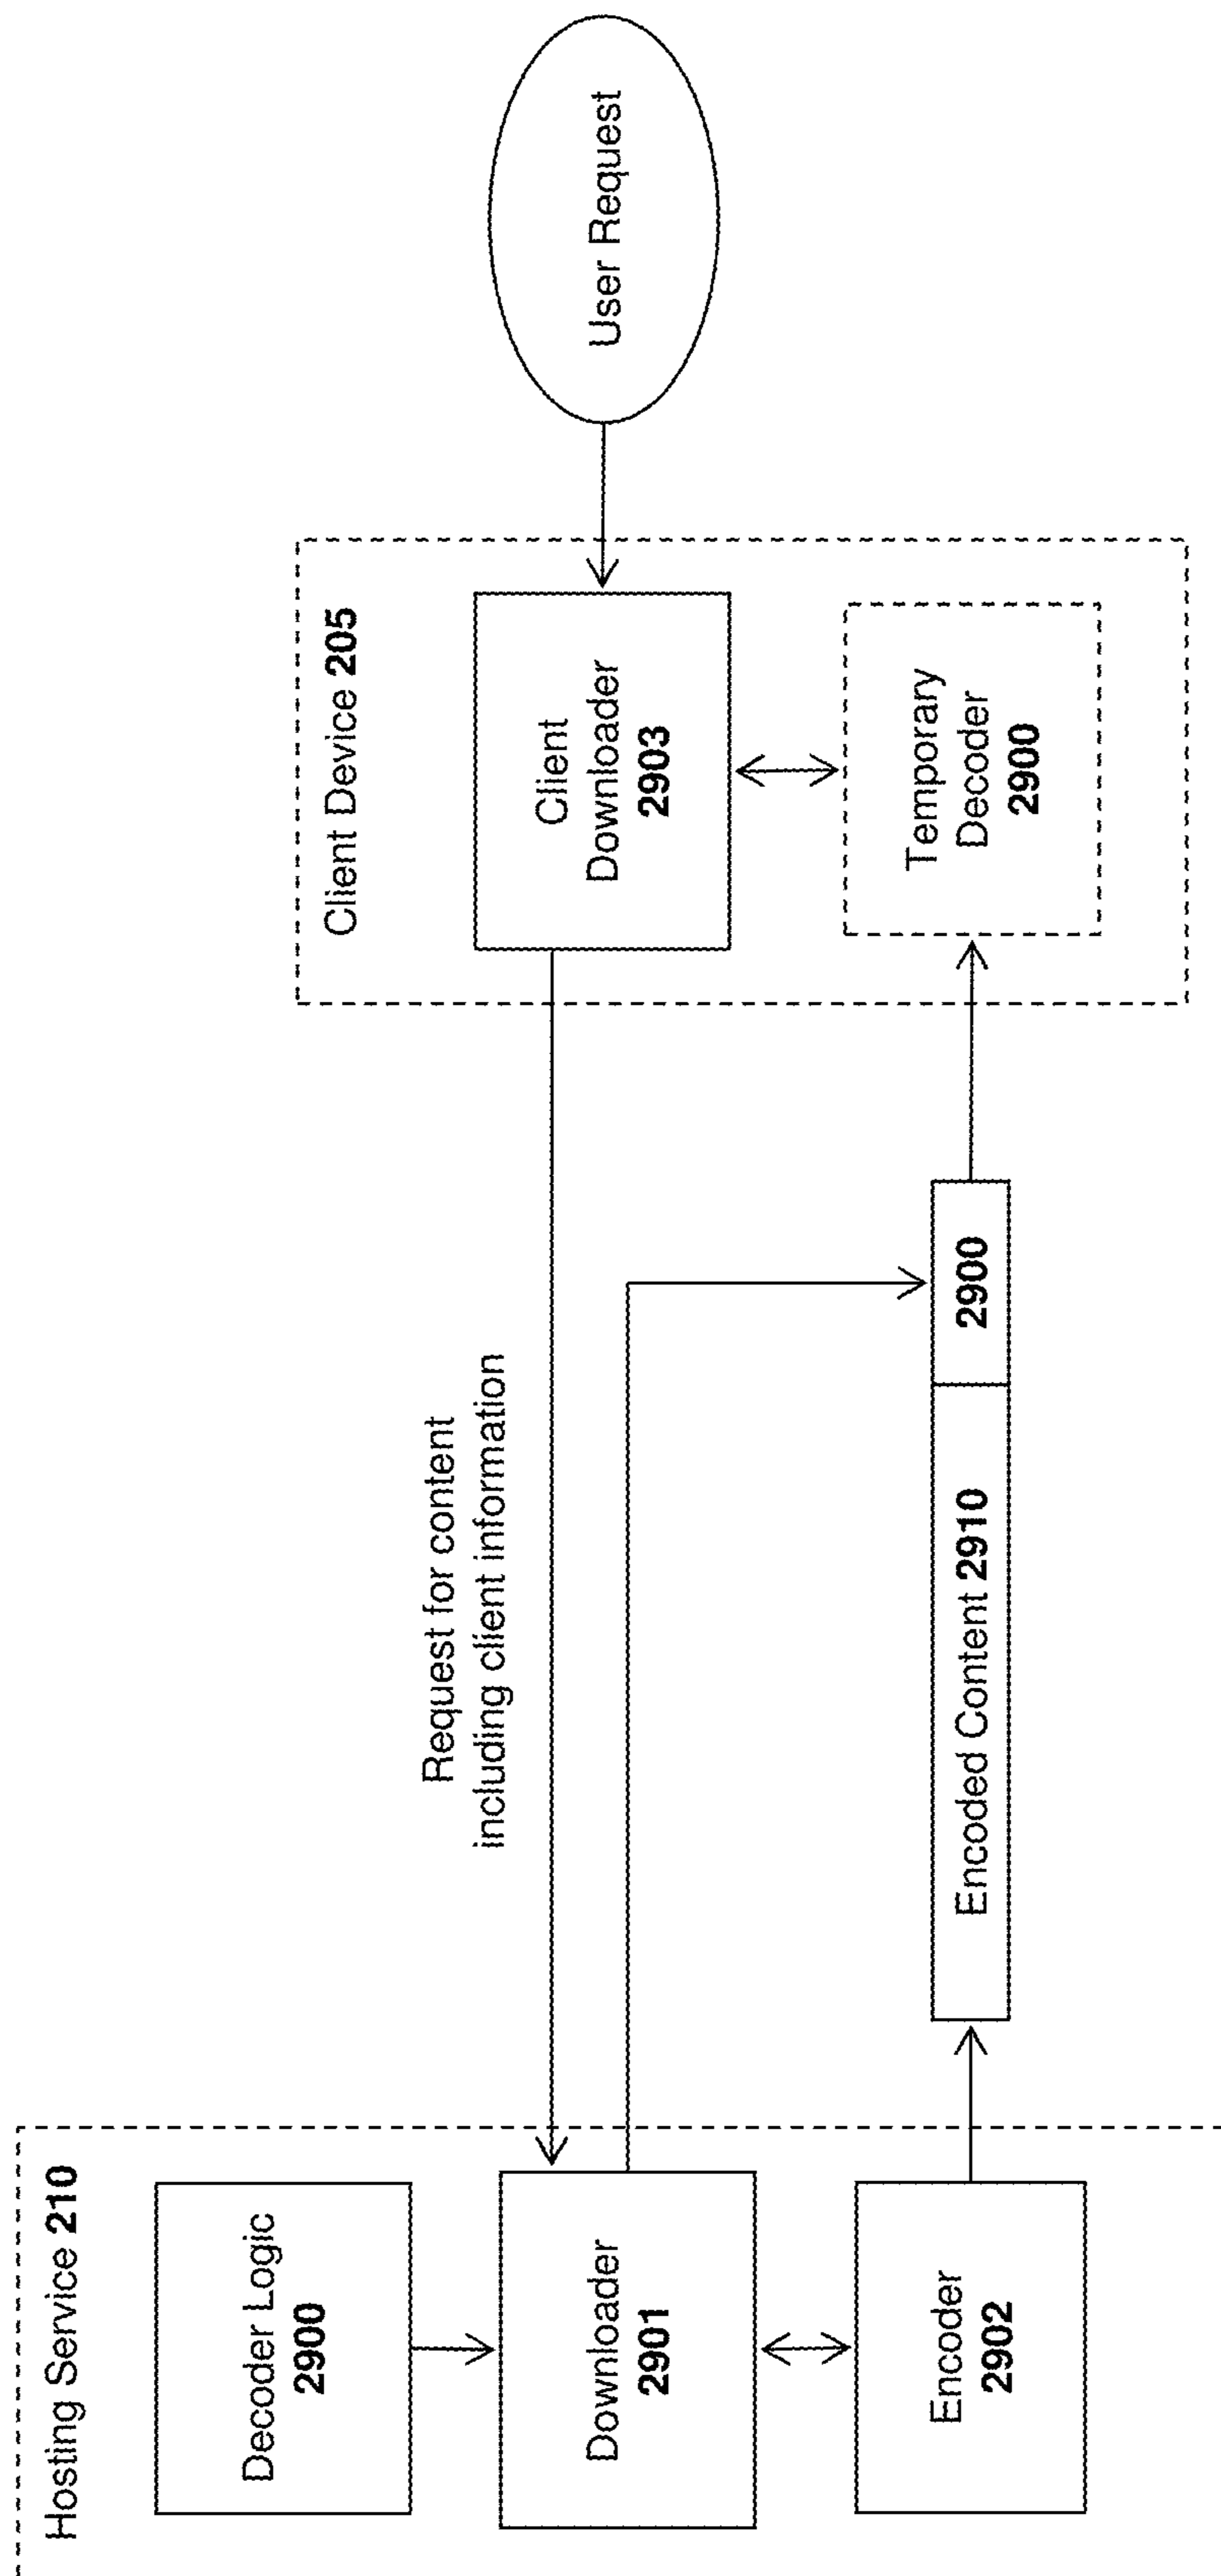 Hosting Service 210
Decoder Logic
2900
Downloader
2901
Encoder
2902
Request for content
including client information
Encoded Content 2910
2900
Client Device 205
Client
Downloader
2903
Temporary
Decoder
2900
User Request